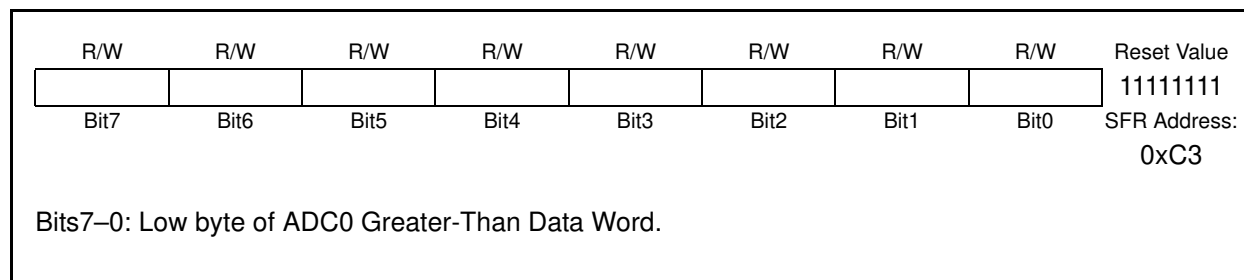 R/W R/W R/W R/W R/W R/W R/W R/W Reset Value
11111111
Bit7 Bit6 Bit5 Bit4 Bit3 Bit2 Bit1 Bit0 SFR Address:
0xC3
Bits7–0: Low byte of ADC0 Greater-Than Data Word.